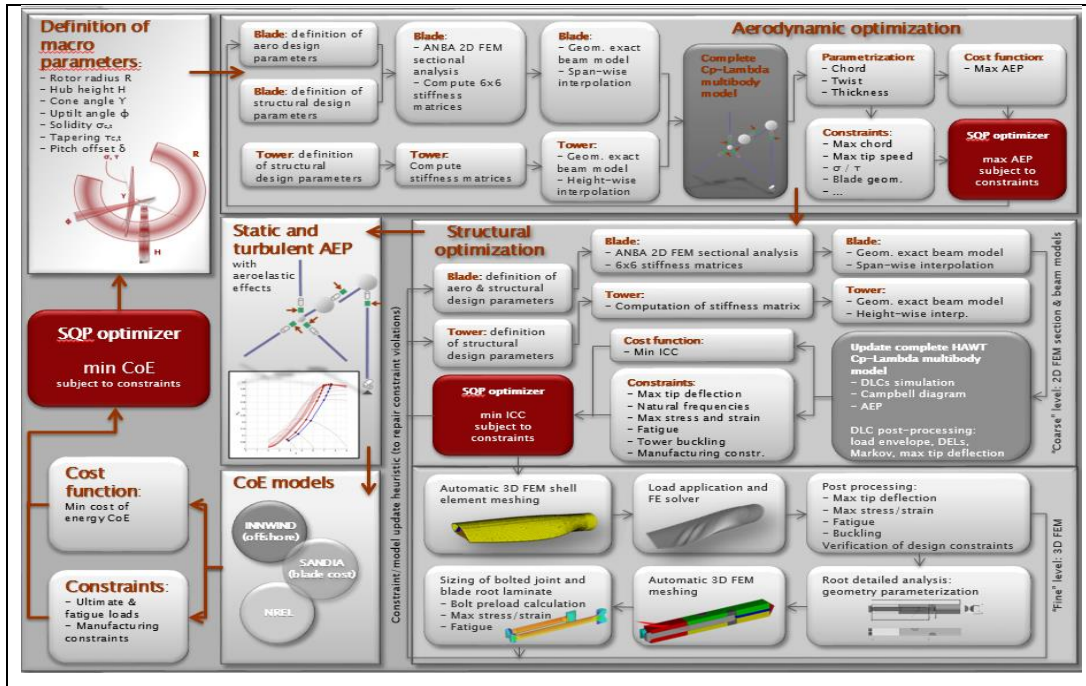 Definition of
macro
parameters:
- Rotor radius R
- Hub height H
- Cone angle ϒ
- Uptilt angle ϕ
- Solidity σc,t
- Tapering τc,t
- Pitch offset δ
σ, τ
R
ϒ
ϕ
H
Aerodynamic optimization
Blade: definition of
aero design
parameters
Blade: definition of
structural design
parameters
Tower: definition
of structural
design parameters
Blade:
- ANBA 2D FEM
sectional
analysis
- Compute 6x6
stiffness
matrices
Tower:
Compute
stiffness matrices
Blade:
- Geom. exact
beam model
- Span-wise
interpolation
Tower:
- Geom. exact
beam model
- Height-wise
interpolation
Complete
Cp-Lambda
multibody
model
Parametrization:
- Chord
- Twist
- Thickness
Constraints:
- Max chord
- Max tip speed
- σ / τ
- Blade geom.
- ...
Cost function:
- Max AEP
SQP optimizer
max AEP
subject to
constraints
Static and
turbulent AEP
with
aeroelastic
effects
Structural
optimization
Blade: definition of
aero & structural
design parameters
Tower: definition
of structural
design parameters
Blade:
- ANBA 2D FEM sectional analysis
- 6x6 stiffness matrices
Tower:
- Computation of stiffness matrix
Blade:
- Geom. exact beam model
- Span-wise interpolation
Tower:
- Geom. exact beam model
- Height-wise interp.
Cost function:
- Min ICC
Constraints:
- Max tip deflection
- Natural frequencies
- Max stress and strain
- Fatigue
- Tower buckling
- Manufacturing constr.
SQP optimizer
min ICC
subject to
constraints
Update complete HAWT
Cp-Lambda multibody
model
- DLCs simulation
- Campbell diagram
- AEP
DLC post-processing:
load envelope, DELs,
Markov, max tip deflection
"Coarse" level: 2D FEM section & beam models
SQP optimizer
min CoE
subject to constraints
Cost
function:
Min cost of
energy CoE
Constraints:
- Ultimate &
fatigue loads
- Manufacturing
constraints
CoE models
INNWIND
(offshore)
SANDIA
(blade cost)
NREL
Constraint/model update heuristic (to repair constraint violations)
Automatic 3D FEM shell
element meshing
Load application and
FE solver
Post processing:
- Max tip deflection
- Max stress/strain
- Fatigue
- Buckling
Verification of design constraints
Sizing of bolted joint and
blade root laminate
- Bolt preload calculation
- Max stress/strain
- Fatigue
Automatic 3D FEM
meshing
Root detailed analysis:
geometry parameterization
"Fine" level: 3D FEM